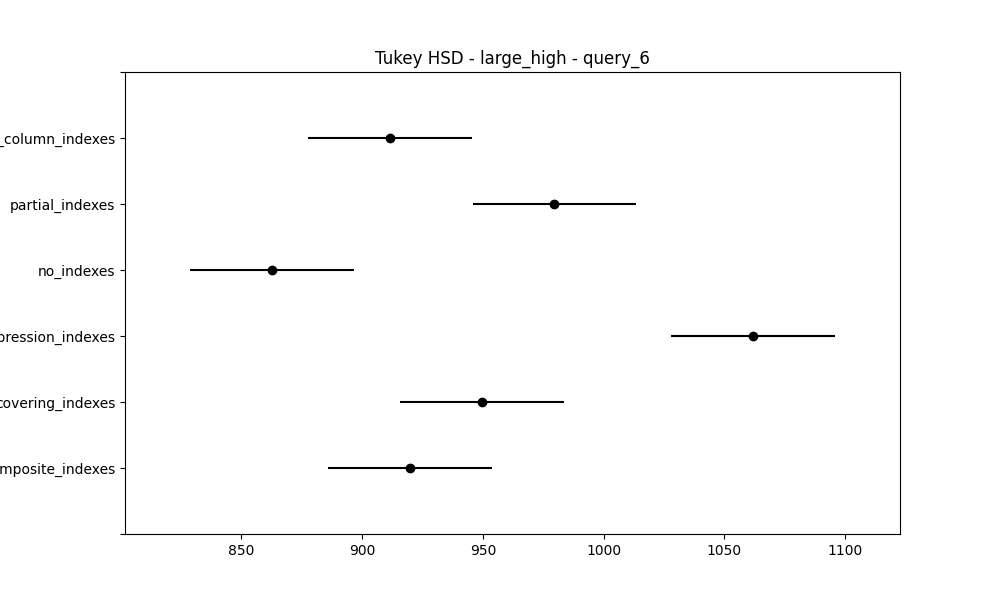 Tukey HSD - large_high - query_6
_column_indexes
partial_indexes
no_indexes
pression_indexes
covering_indexes
mposite_indexes
850 900 950 1000 1050 1100